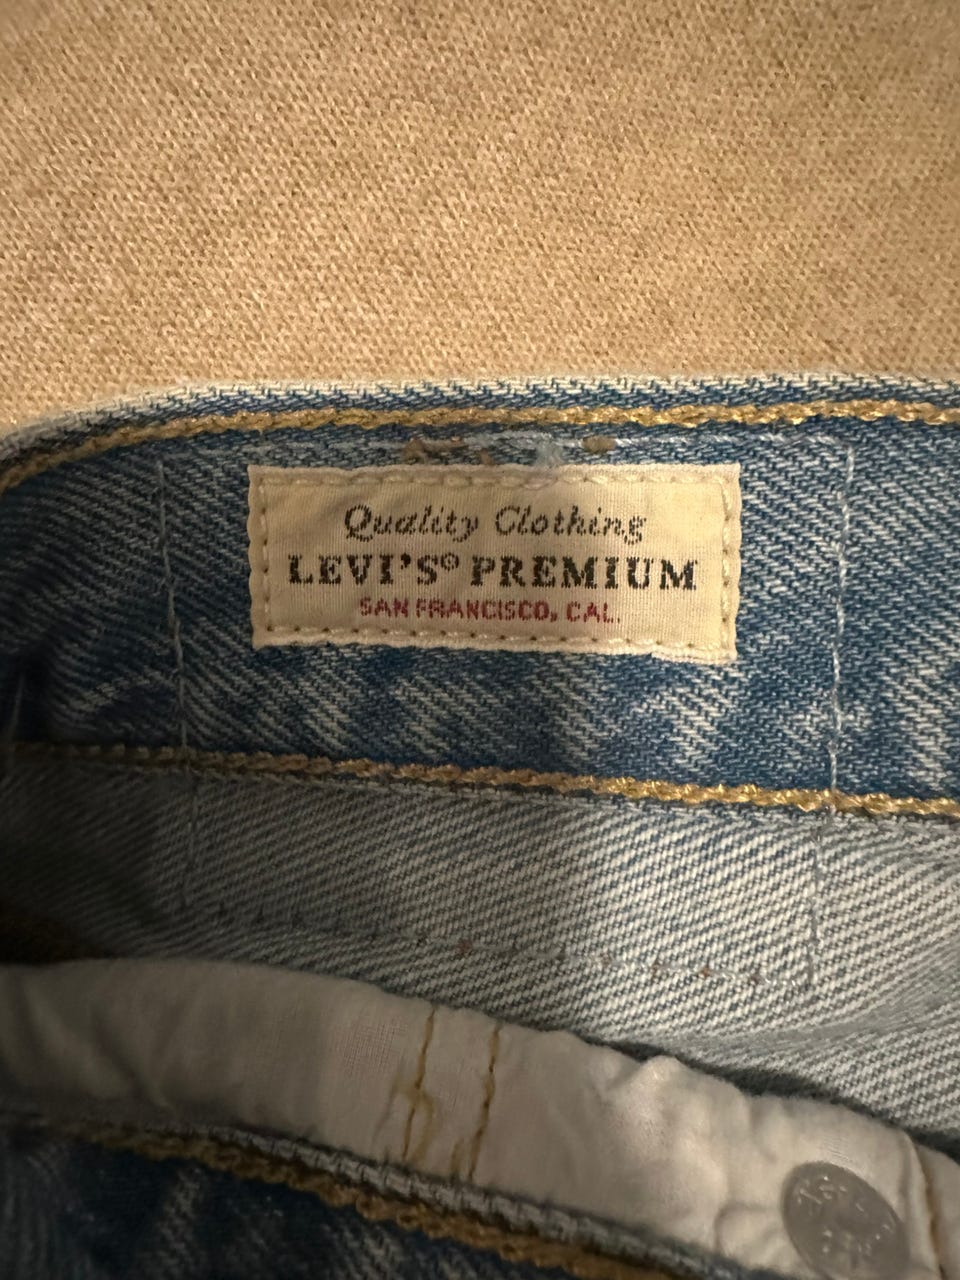 Quality Clothing
LEVI'S® PREMIUM
SAN FRANCISCO, CAL.